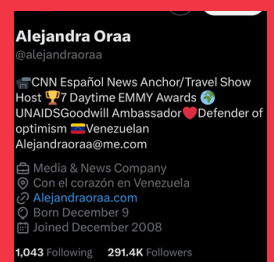 Alejandra Oraa
@alejandraoraa
📹CNN Español News Anchor/Travel Show
Host 🏆7 Daytime EMMY Awards 🌍
UNAIDSGoodwill Ambassador❤️Defender of
optimism 🇻🇪Venezuelan
Alejandraoraa@me.com
Media & News Company
Con el corazón en Venezuela
Alejandraoraa.com
Born December 9
Joined December 2008
1,043 Following 291.4K Followers